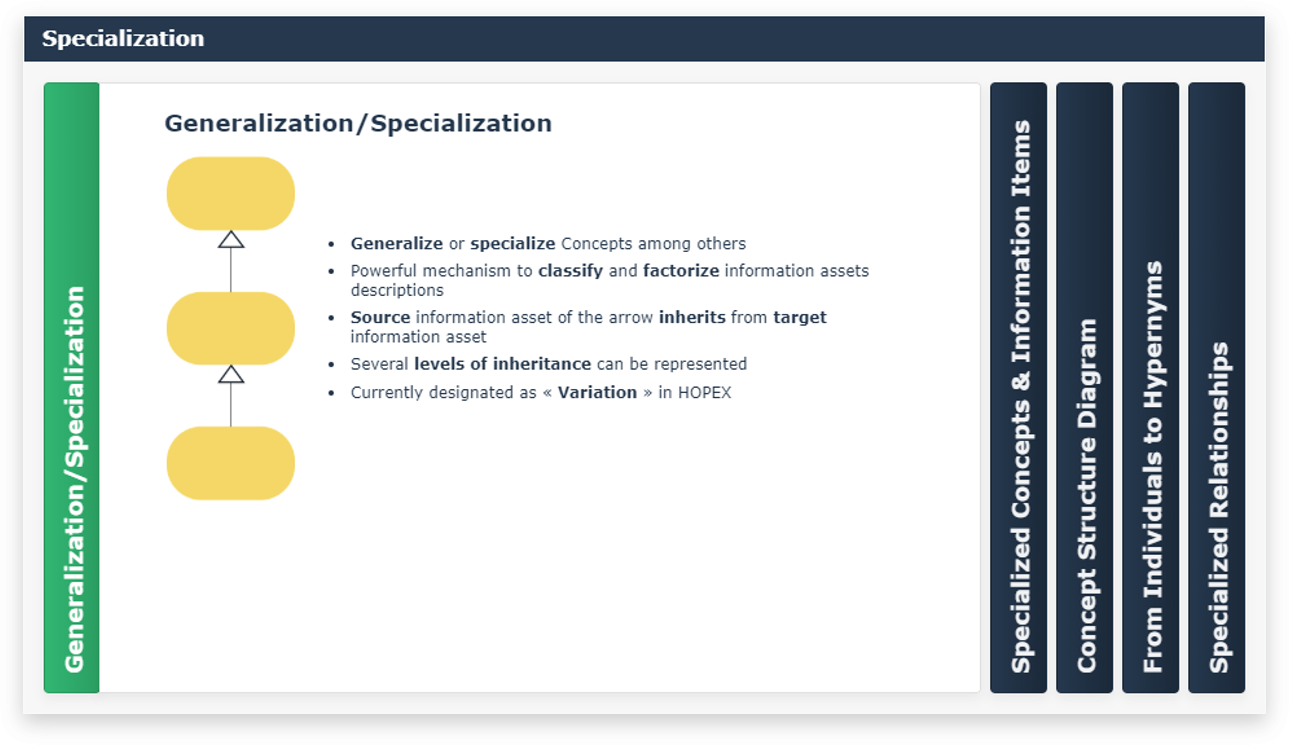 Specialization
Generalization/Specialization
Generalization/Specialization
• Generalize or specialize Concepts among others
• Powerful mechanism to classify and factorize information assets
descriptions
• Source information asset of the arrow inherits from target
information asset
• Several levels of inheritance can be represented
• Currently designated as « Variation » in HOPEX
Specialized Concepts & Information Items
Concept Structure Diagram
From Individuals to Hypernyms
Specialized Relationships